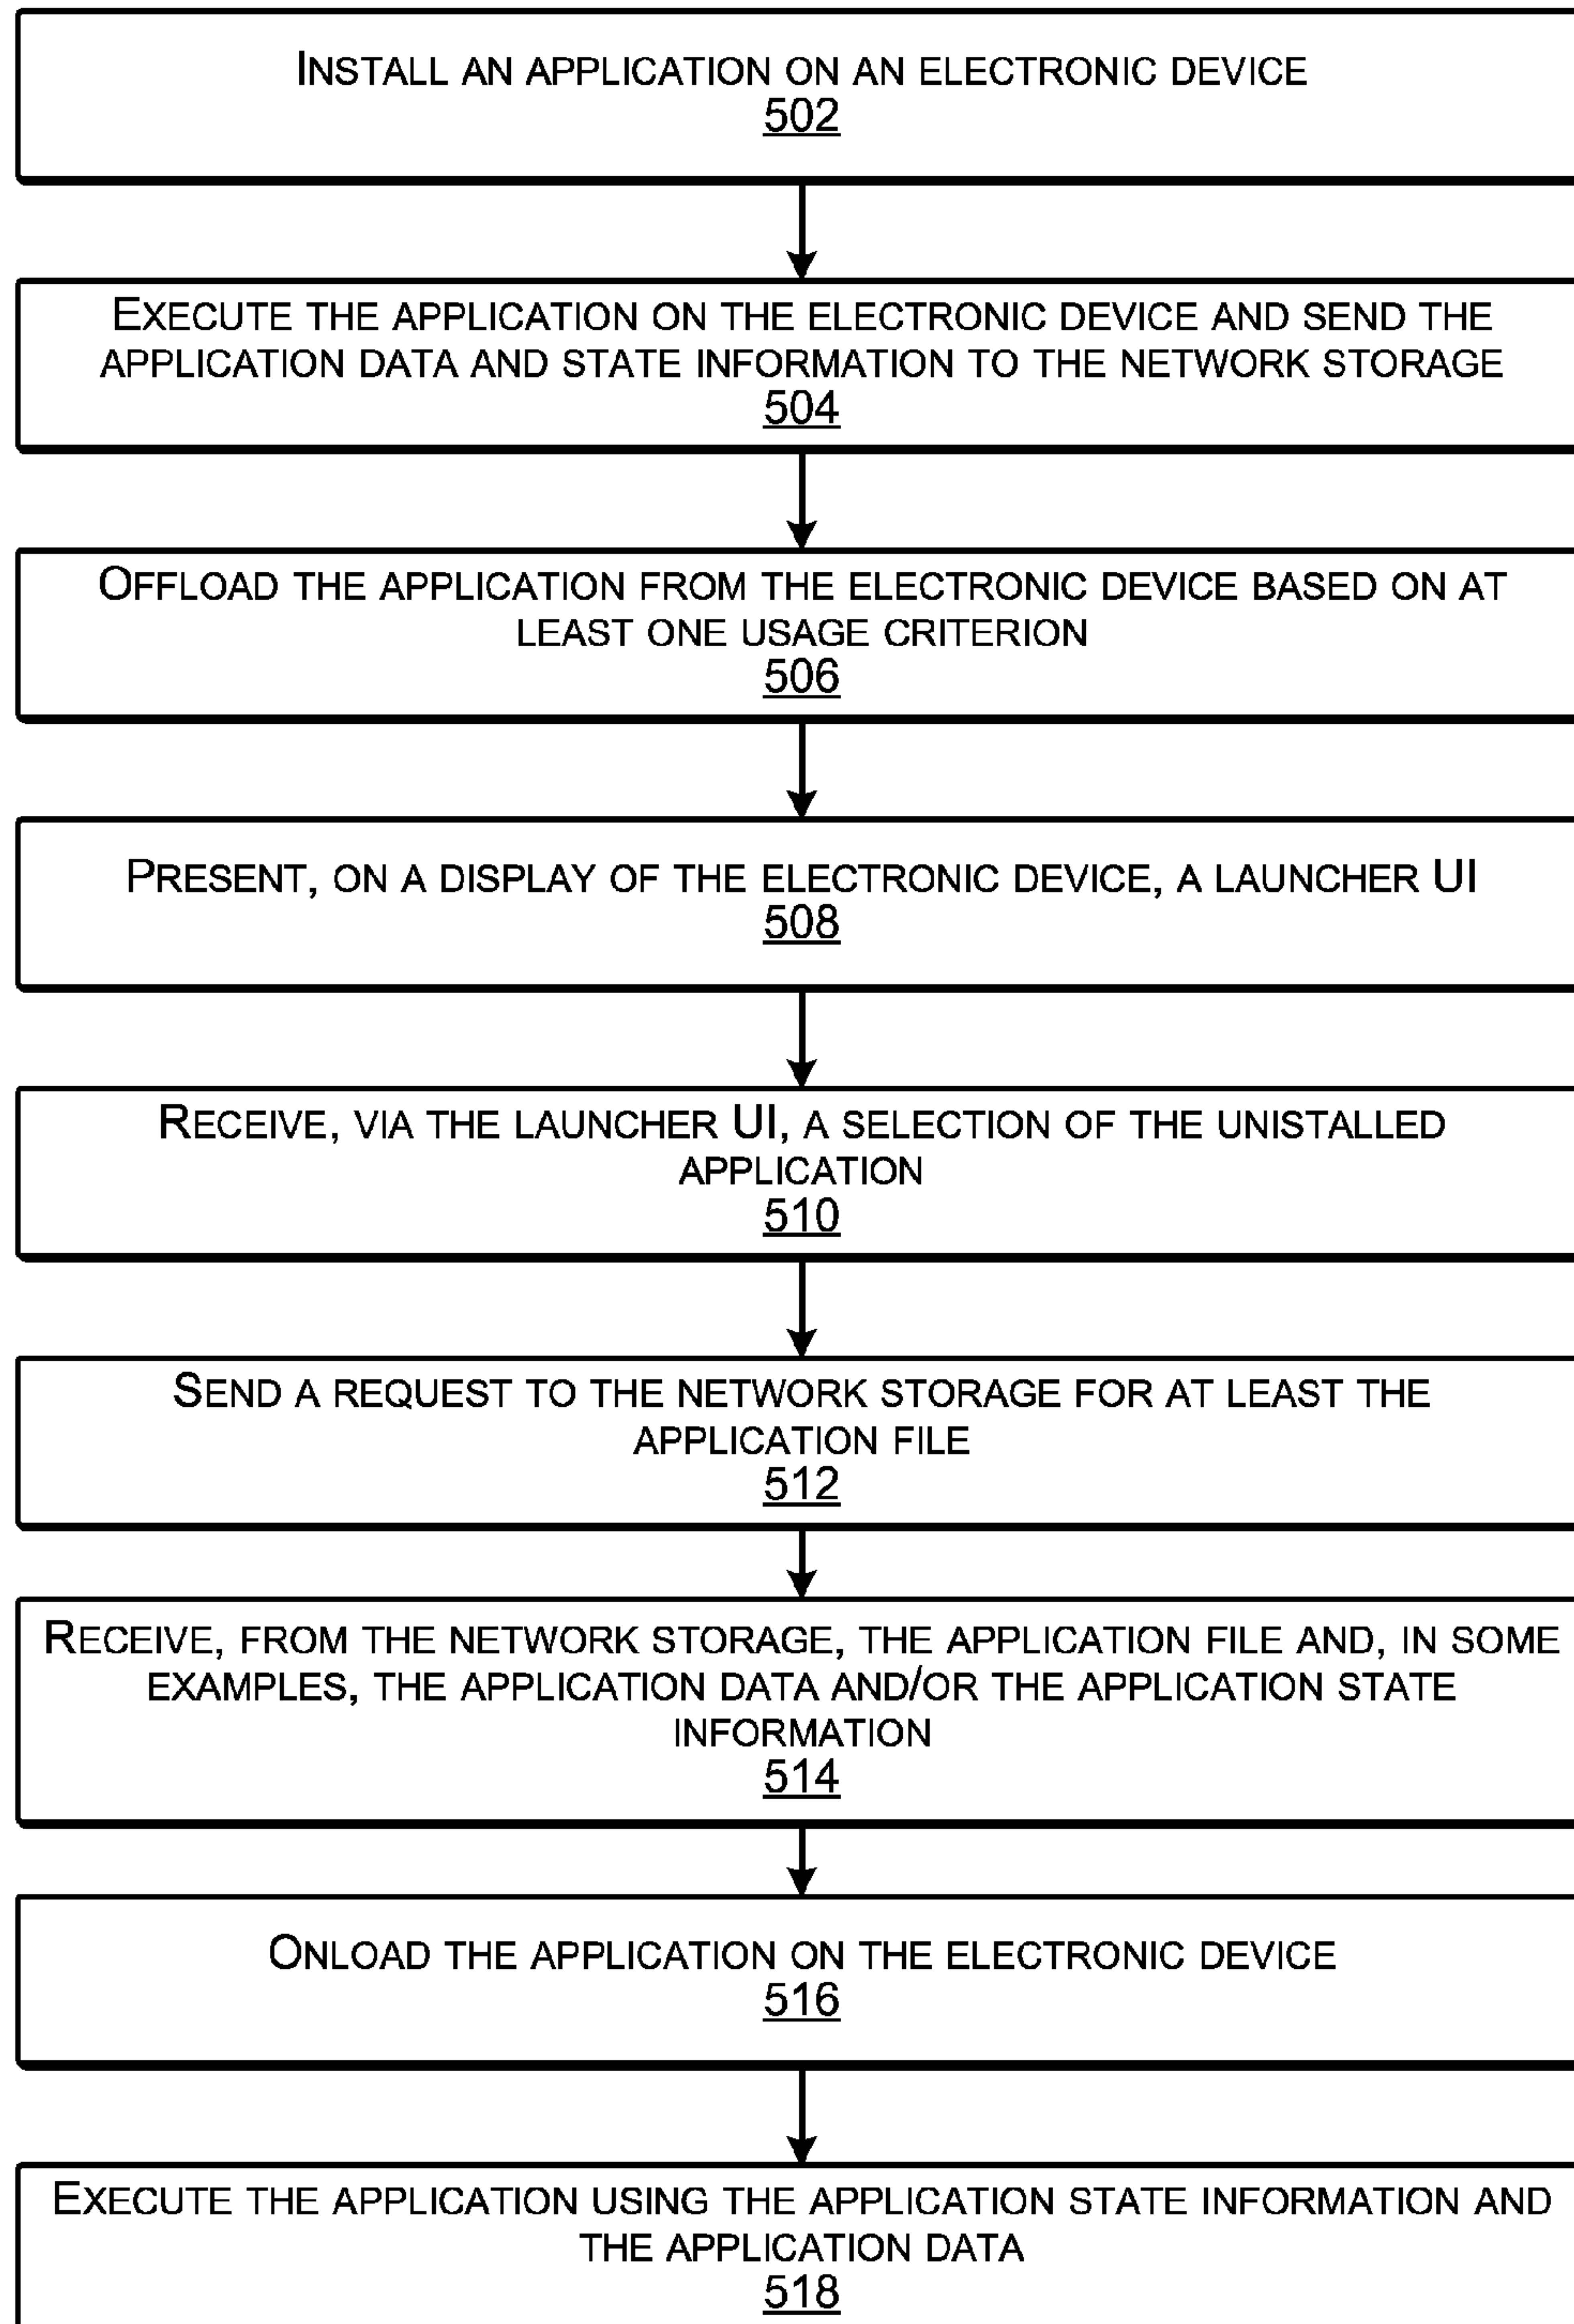 INSTALL AN APPLICATION ON AN ELECTRONIC DEVICE
502
EXECUTE THE APPLICATION ON THE ELECTRONIC DEVICE AND SEND THE
APPLICATION DATA AND STATE INFORMATION TO THE NETWORK STORAGE
504
OFFLOAD THE APPLICATION FROM THE ELECTRONIC DEVICE BASED ON AT
LEAST ONE USAGE CRITERION
506
PRESENT, ON A DISPLAY OF THE ELECTRONIC DEVICE, A LAUNCHER UI
508
RECEIVE, VIA THE LAUNCHER UI, A SELECTION OF THE UNISTALLED
APPLICATION
510
SEND A REQUEST TO THE NETWORK STORAGE FOR AT LEAST THE
APPLICATION FILE
512
RECEIVE, FROM THE NETWORK STORAGE, THE APPLICATION FILE AND, IN SOME
EXAMPLES, THE APPLICATION DATA AND/OR THE APPLICATION STATE
INFORMATION
514
ONLOAD THE APPLICATION ON THE ELECTRONIC DEVICE
516
EXECUTE THE APPLICATION USING THE APPLICATION STATE INFORMATION AND
THE APPLICATION DATA
518